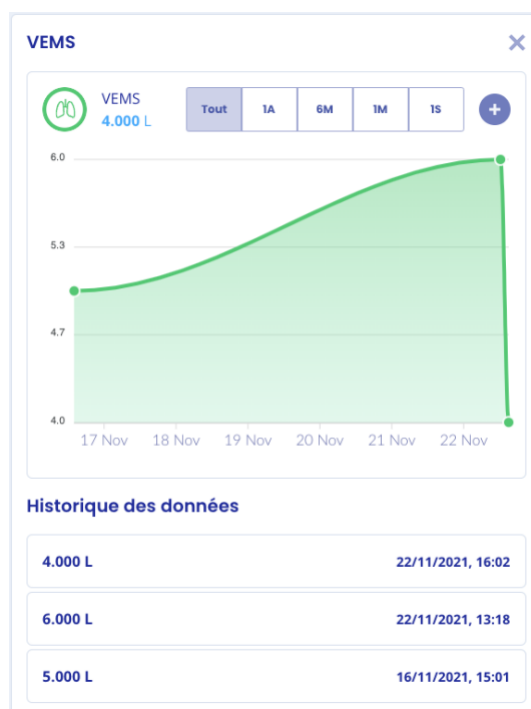 VEMS
VEMS
4.000 L
Tout 1A 6M 1M 1S
6.0
5.3
4.7
4.0
17 Nov 18 Nov 19 Nov 20 Nov 21 Nov 22 Nov
Historique des données
4.000 L 22/11/2021, 16:02
6.000 L 22/11/2021, 13:18
5.000 L 16/11/2021, 15:01